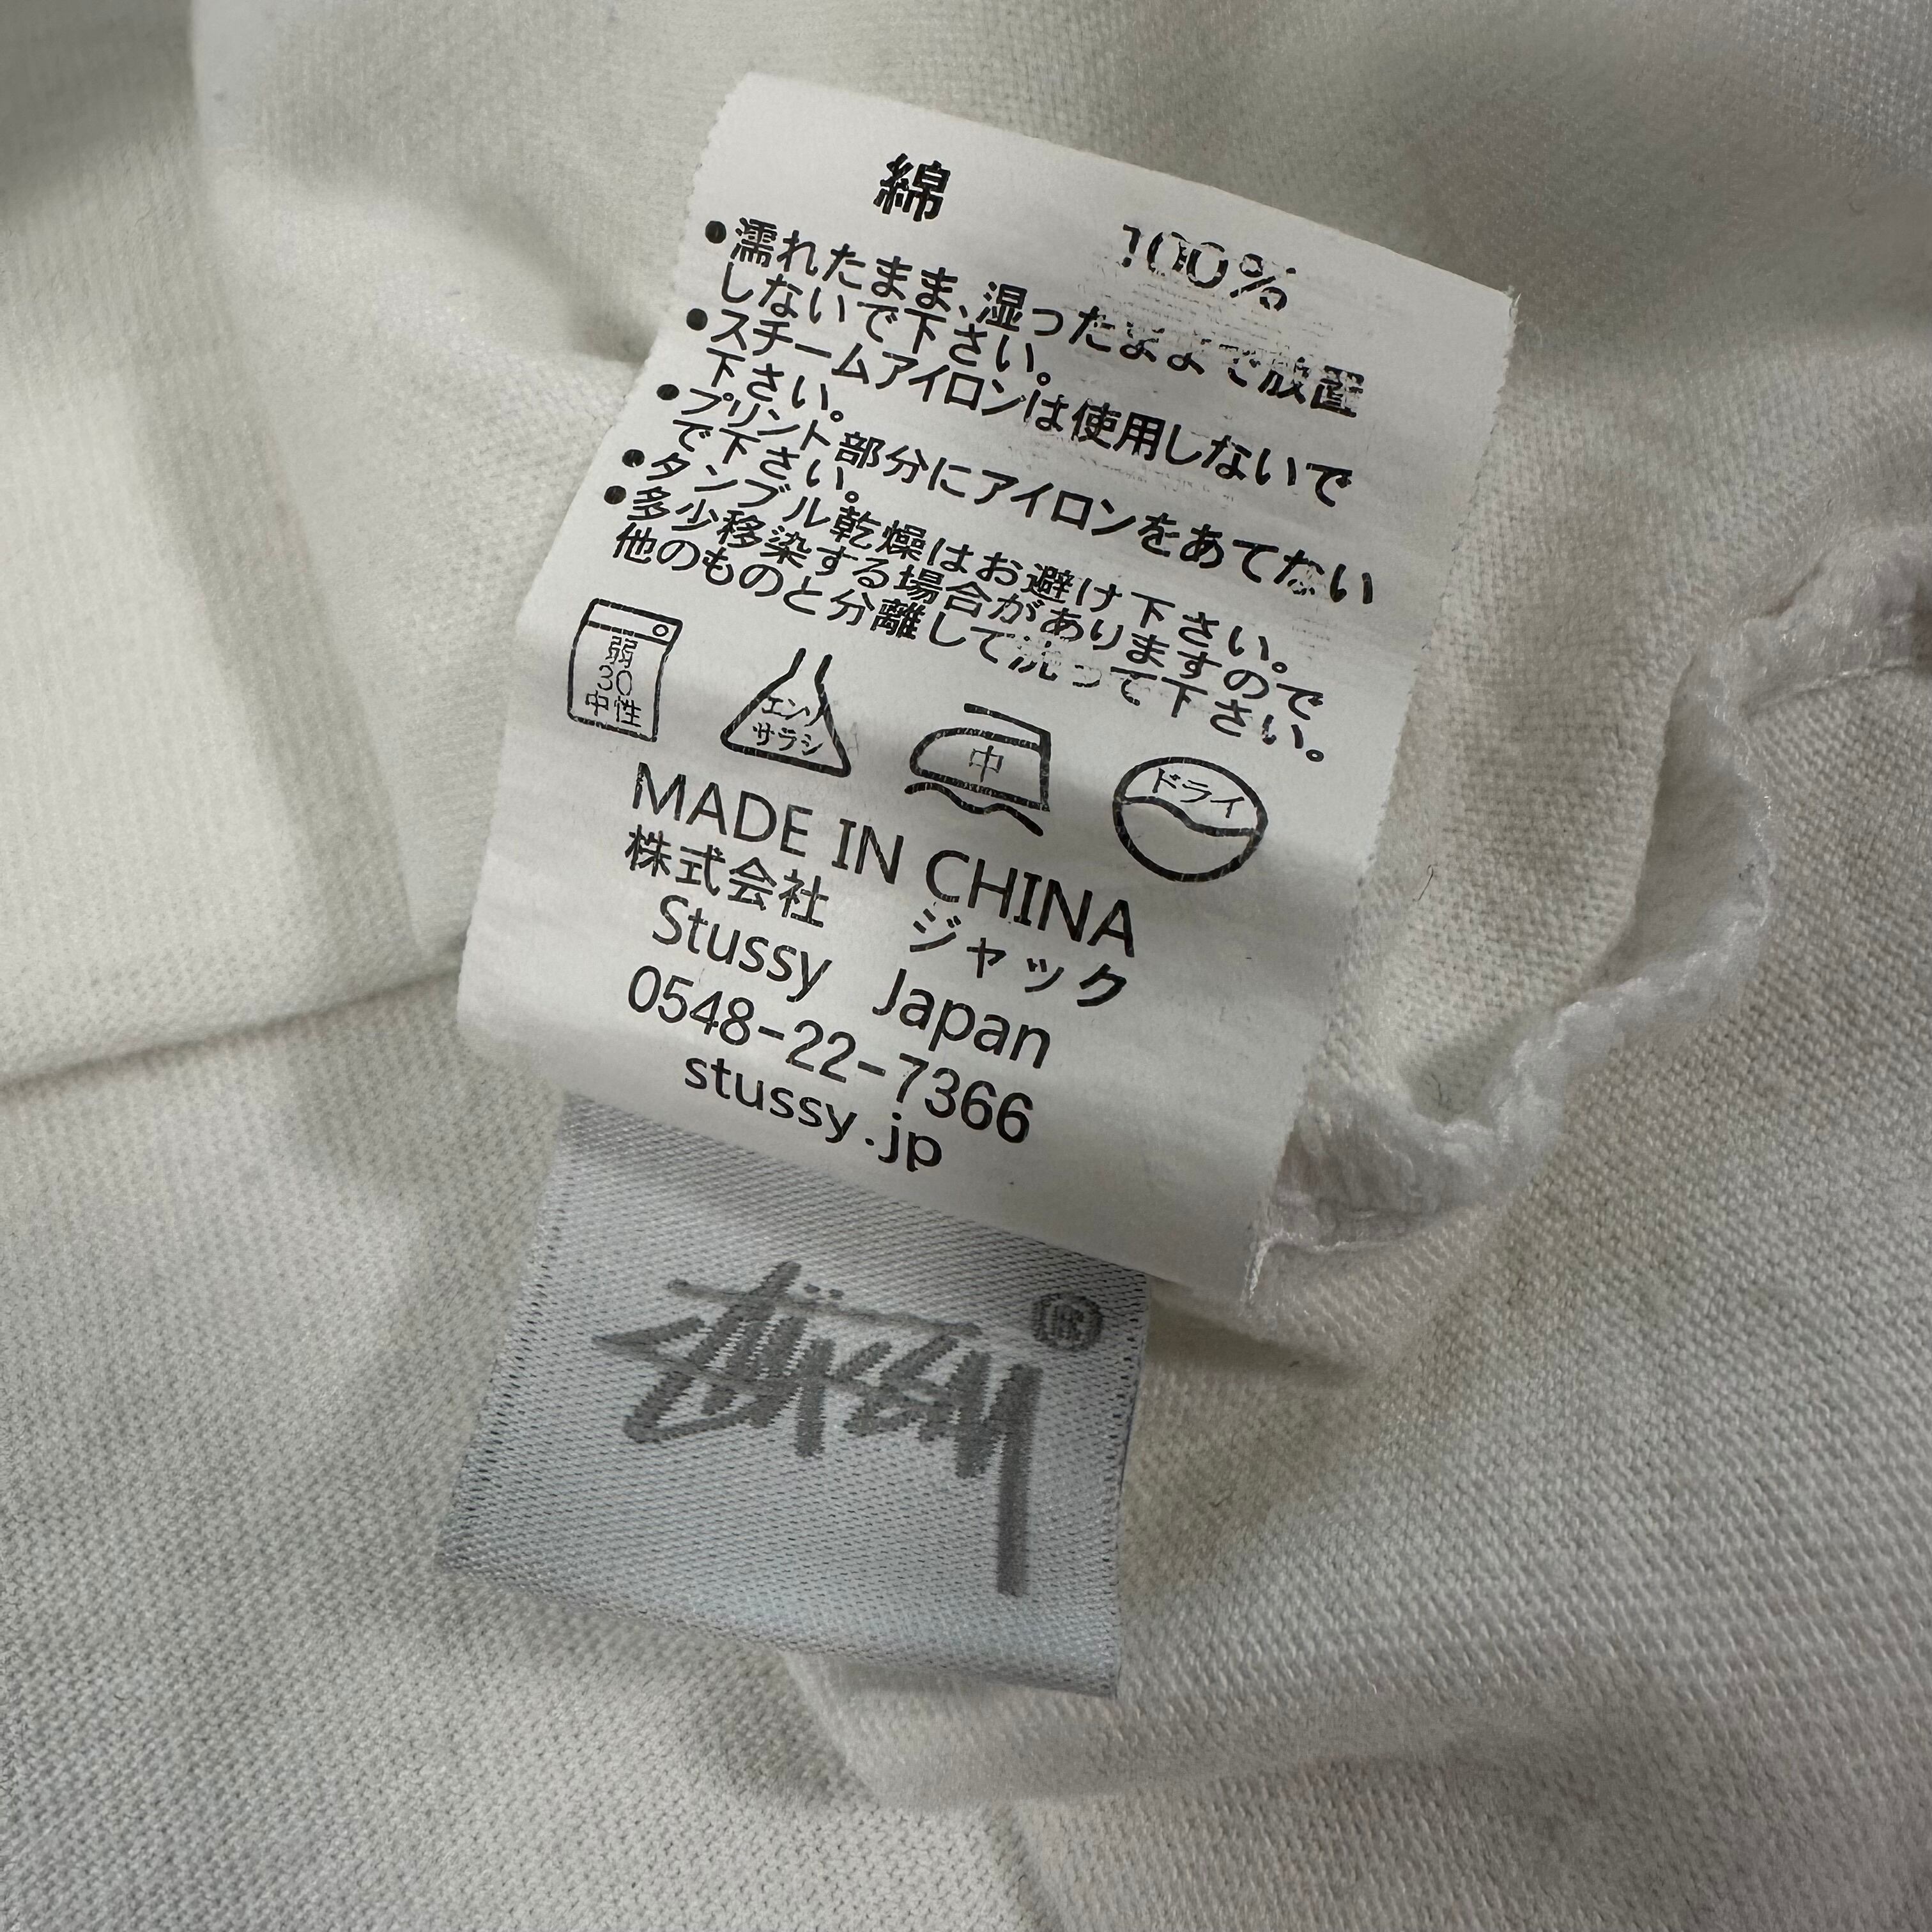 綿 100%
●濡れたまま、湿ったままで放置
しないで下さい。
●スチームアイロンは使用しないで
下さい。
●プリント部分にアイロンをあてない
で下さい。
●タンブル乾燥はお避け下さい。
●多少移染する場合がありますので
他のものと分離して洗って下さい。
弱
30
中性
エンソ
サラシ
中
ドライ
MADE IN CHINA
株式会社 ジャック
Stussy Japan
0548-22-7366
stussy.jp
Stüssy ®